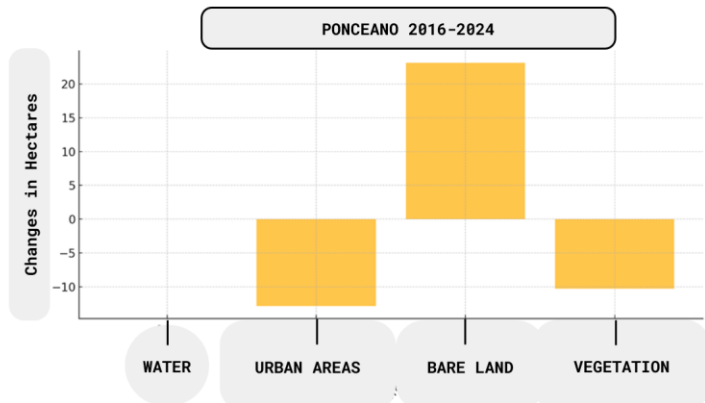 PONCEANO 2016-2024
Changes in Hectares
20
15
10
5
0
−5
−10
WATER
URBAN AREAS
BARE LAND
VEGETATION